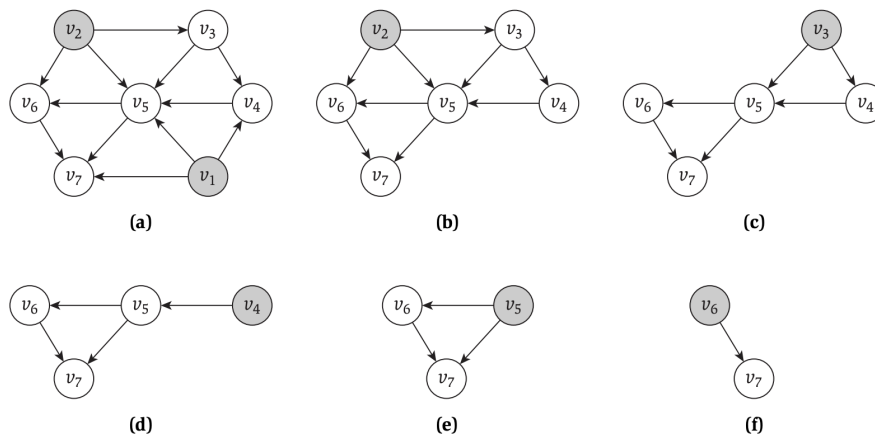 v₂ v₃ v₂ v₃ v₃
v₆ v₅ v₄ v₆ v₅ v₄ v₆ v₅ v₄
v₇ v₁ v₇ v₇
(a) (b) (c)
v₆ v₅ v₄ v₆ v₅ v₆
v₇ v₇ v₇
(d) (e) (f)